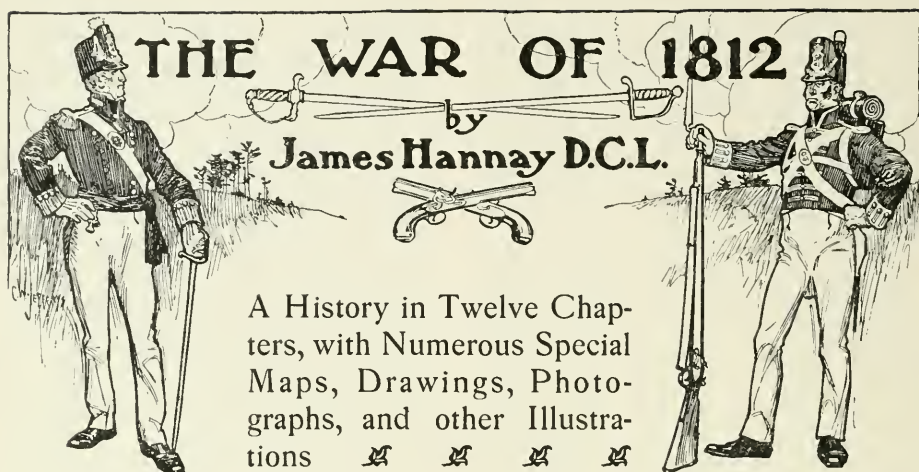 THE WAR OF 1812
by
James Hannay D.C.L.
A History in Twelve Chap-
ters, with Numerous Special
Maps, Drawings, Photo-
graphs, and other Illustra-
tions